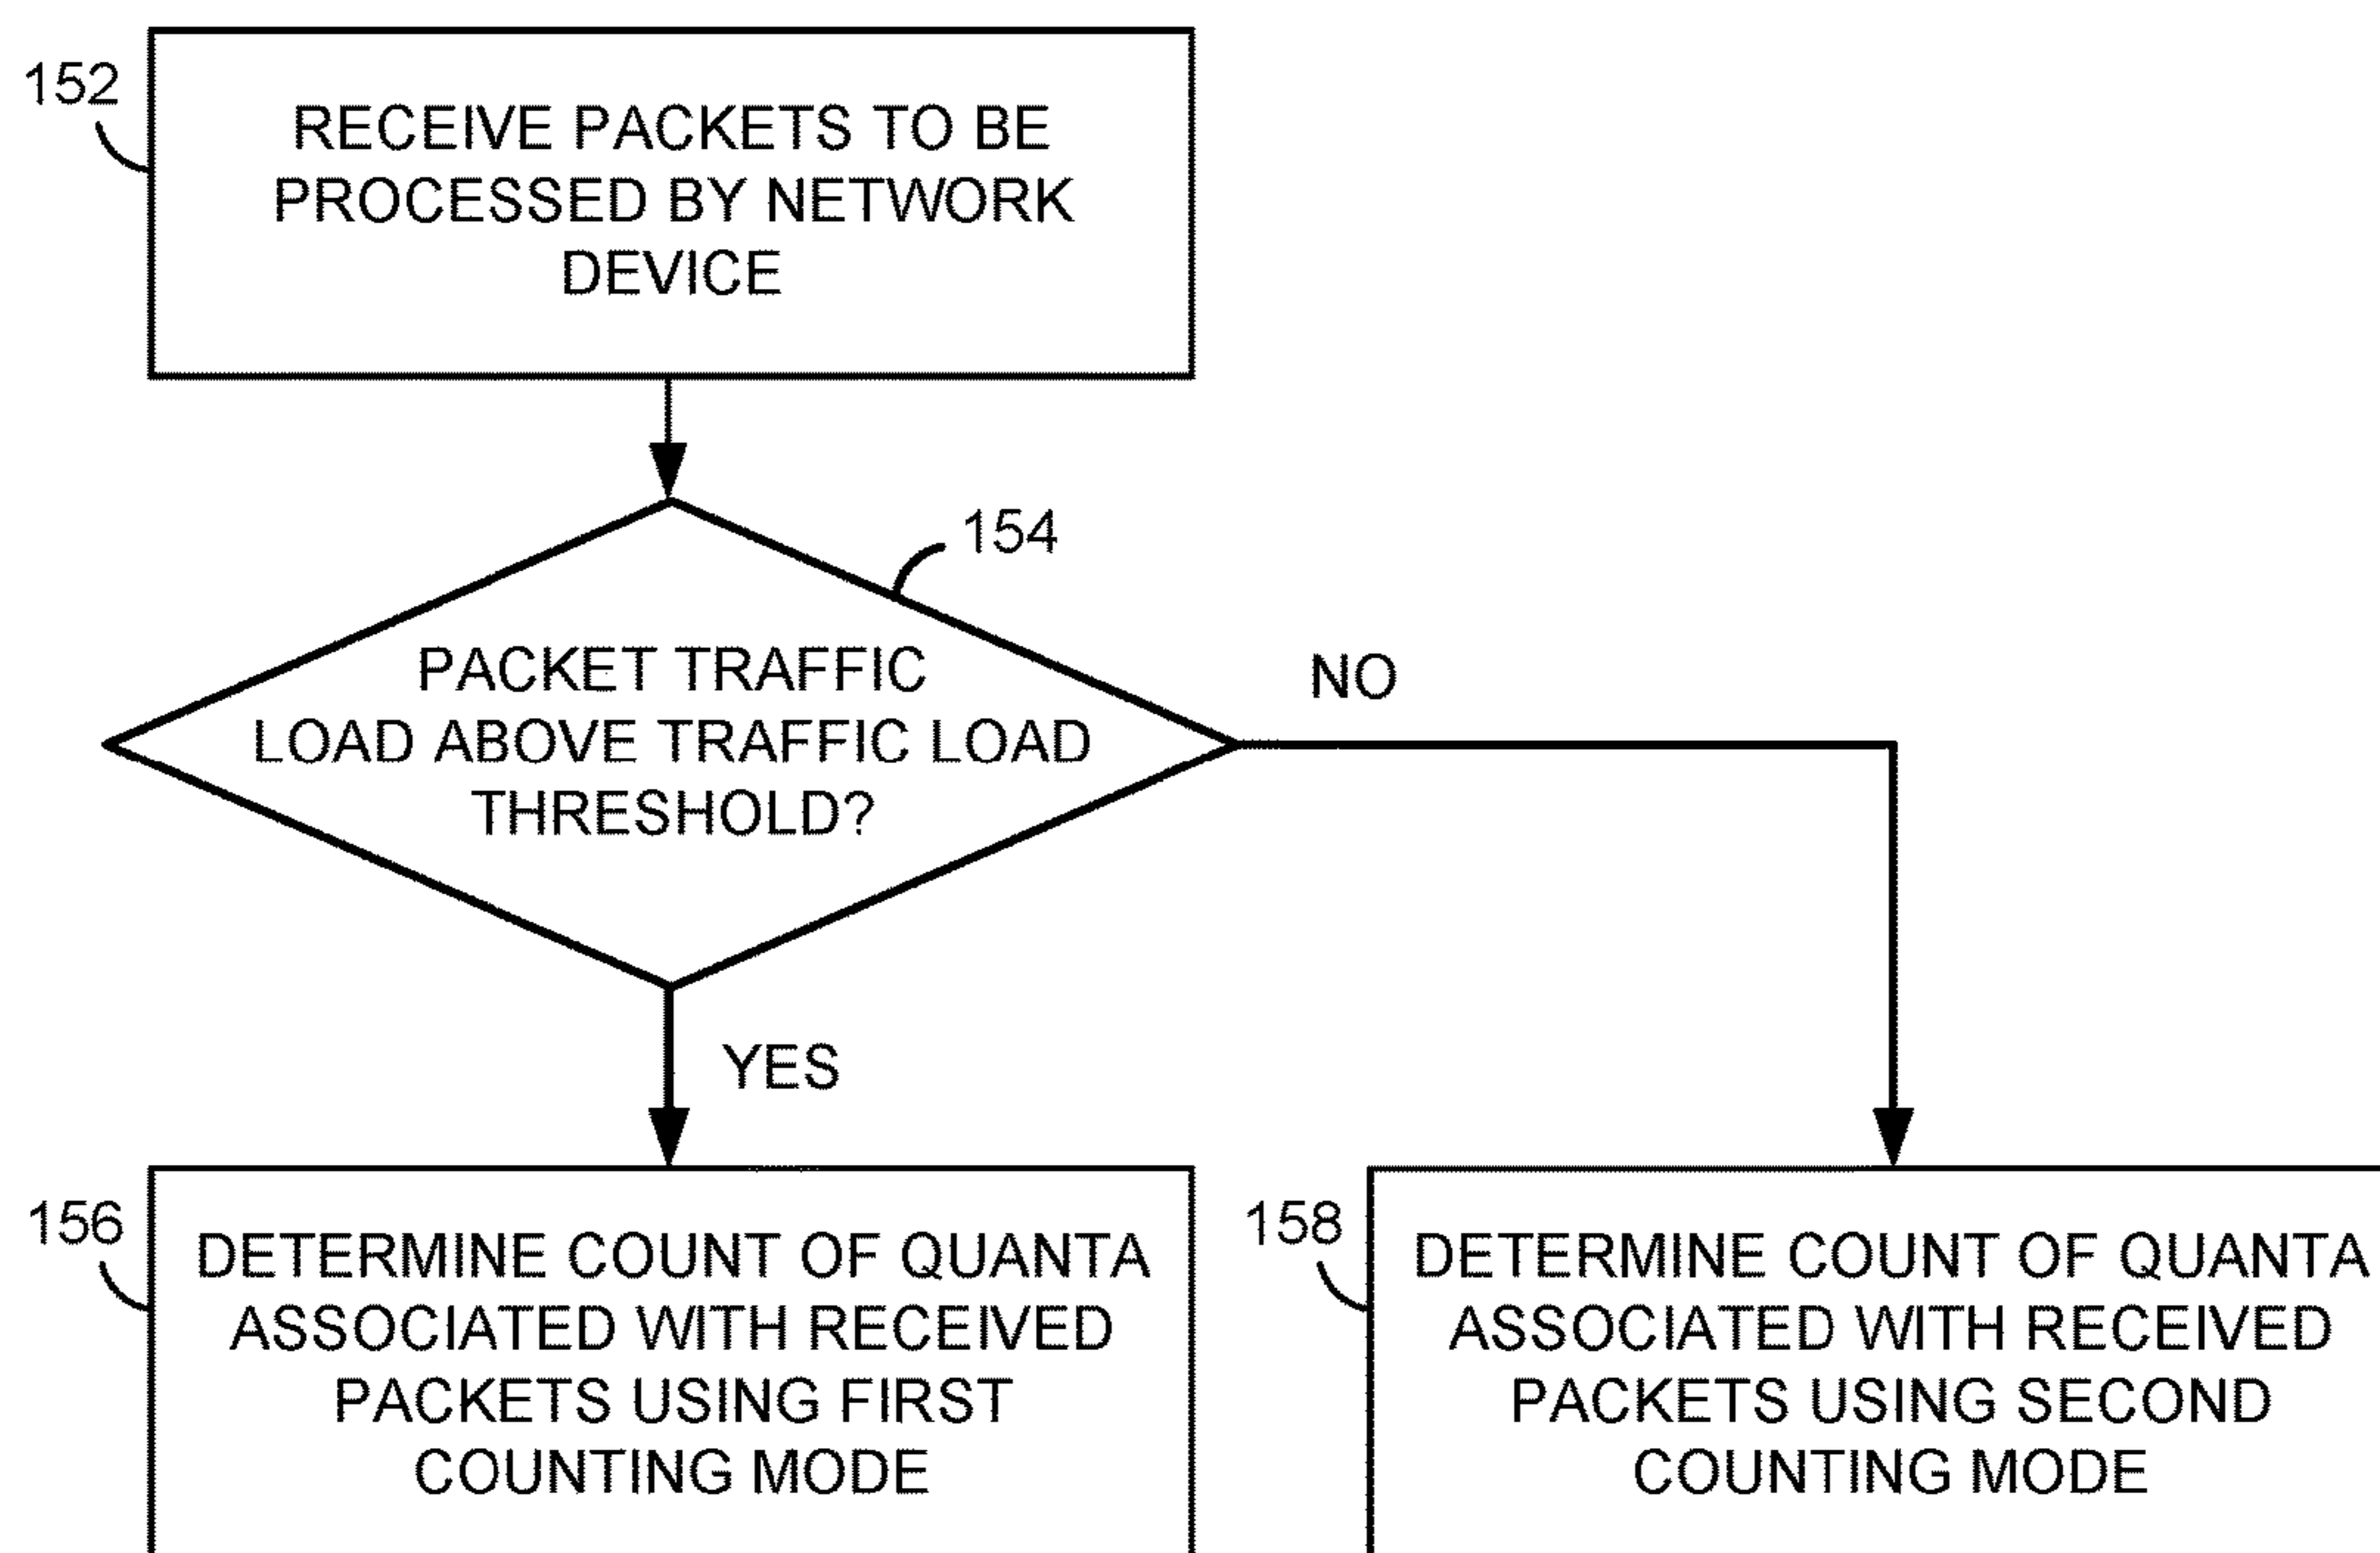 152
RECEIVE PACKETS TO BE
PROCESSED BY NETWORK
DEVICE
154
PACKET TRAFFIC
LOAD ABOVE TRAFFIC LOAD
THRESHOLD?
NO
YES
156
DETERMINE COUNT OF QUANTA
ASSOCIATED WITH RECEIVED
PACKETS USING FIRST
COUNTING MODE
158
DETERMINE COUNT OF QUANTA
ASSOCIATED WITH RECEIVED
PACKETS USING SECOND
COUNTING MODE